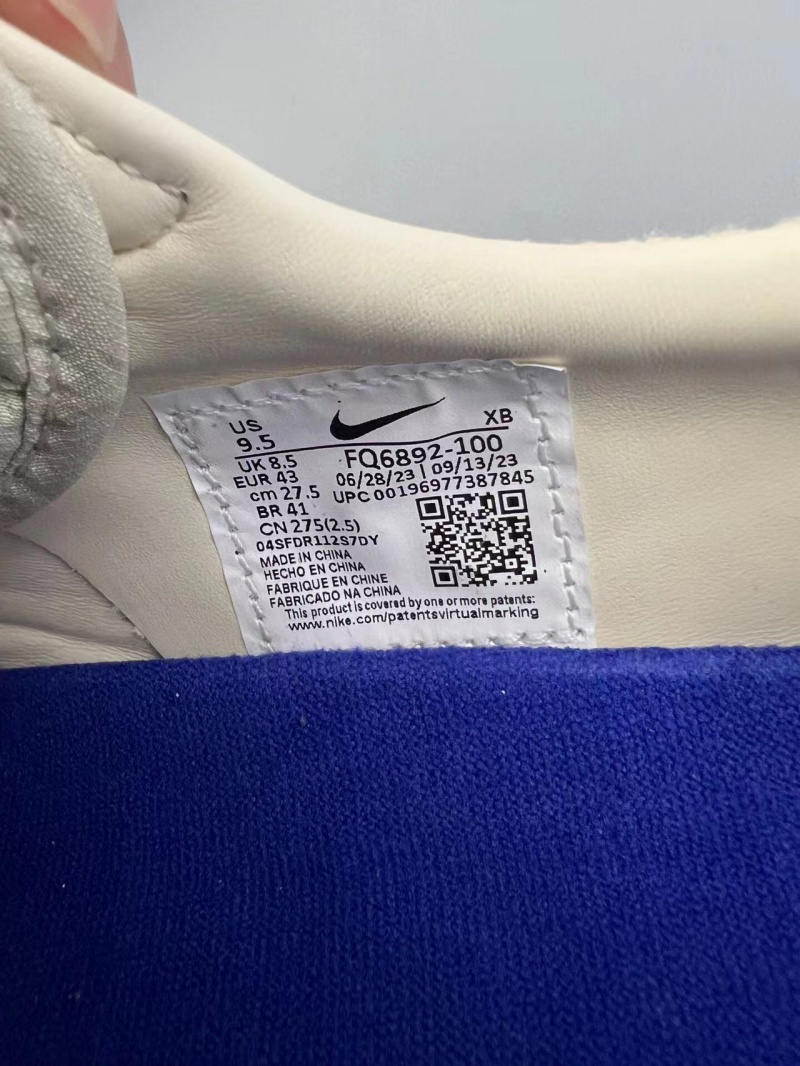 US
9.5
XB
UK 8.5
EUR 43
cm 27.5
BR 41
CN 275(2.5)
04SFDR112S7DY
FQ6892-100
06/28/23 | 09/13/23
UPC 00196977387845
MADE IN CHINA
HECHO EN CHINA
FABRIQUE EN CHINE
FABRICADO NA CHINA
This product is covered by one or more patents:
www.nike.com/patentsvirtualmarking